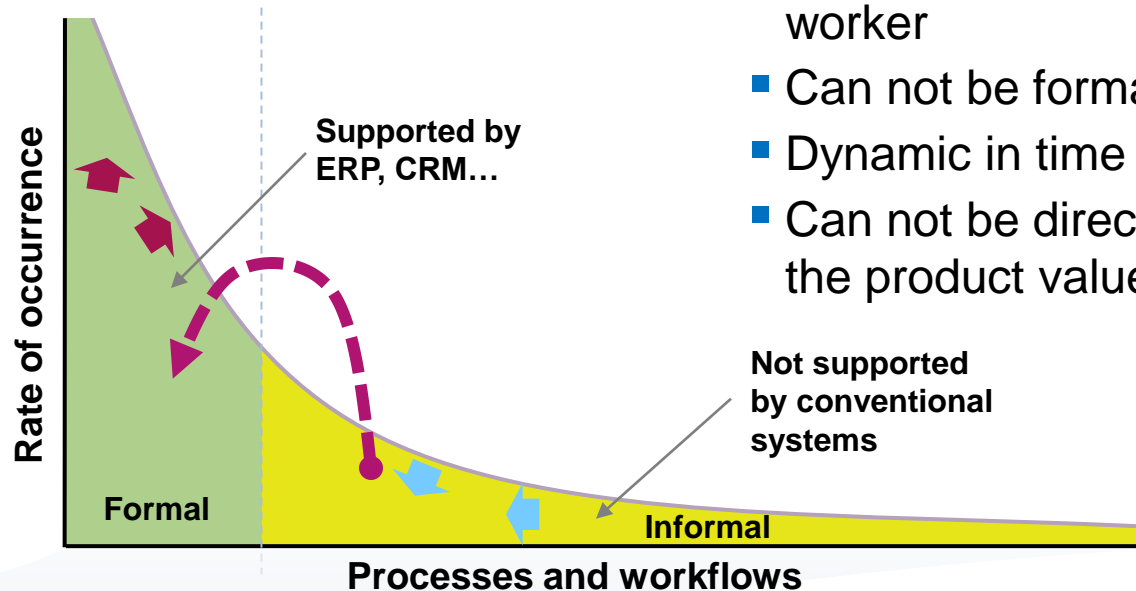 worker
Can not be forma
Dynamic in time
Can not be direc
the product value
Supported by
ERP, CRM…
Rate of occurrence
Not supported
by conventional
systems
Formal
Informal
Processes and workflows